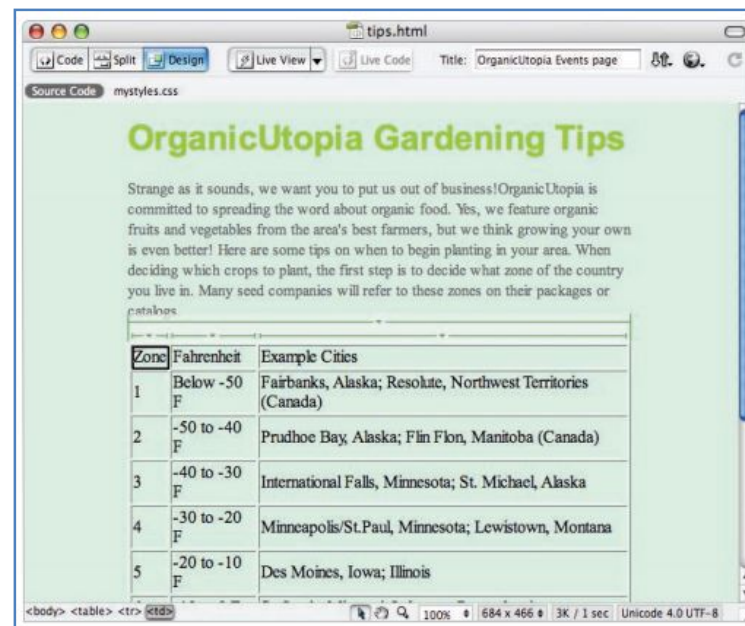 tips.html
Code Split Design Live View Live Code Title: OrganicUtopia Events page
Source Code mystyles.css
OrganicUtopia Gardening Tips
Strange as it sounds, we want you to put us out of business!OrganicUtopia is
committed to spreading the word about organic food. Yes, we feature organic
fruits and vegetables from the area's best farmers, but we think growing your own
is even better! Here are some tips on when to begin planting in your area. When
deciding which crops to plant, the first step is to decide what zone of the country
you live in. Many seed companies will refer to these zones on their packages or
catalogs
Zone Fahrenheit Example Cities
1 Below -50 F Fairbanks, Alaska; Resolute, Northwest Territories (Canada)
2 -50 to -40 F Prudhoe Bay, Alaska; Flin Flon, Manitoba (Canada)
3 -40 to -30 F International Falls, Minnesota; St. Michael, Alaska
4 -30 to -20 F Minneapolis/St.Paul, Minnesota; Lewistown, Montana
5 -20 to -10 F Des Moines, Iowa; Illinois
<body> <table> <tr> <td> 100% 684 x 466 3K / 1 sec Unicode 4.0 UTF-8